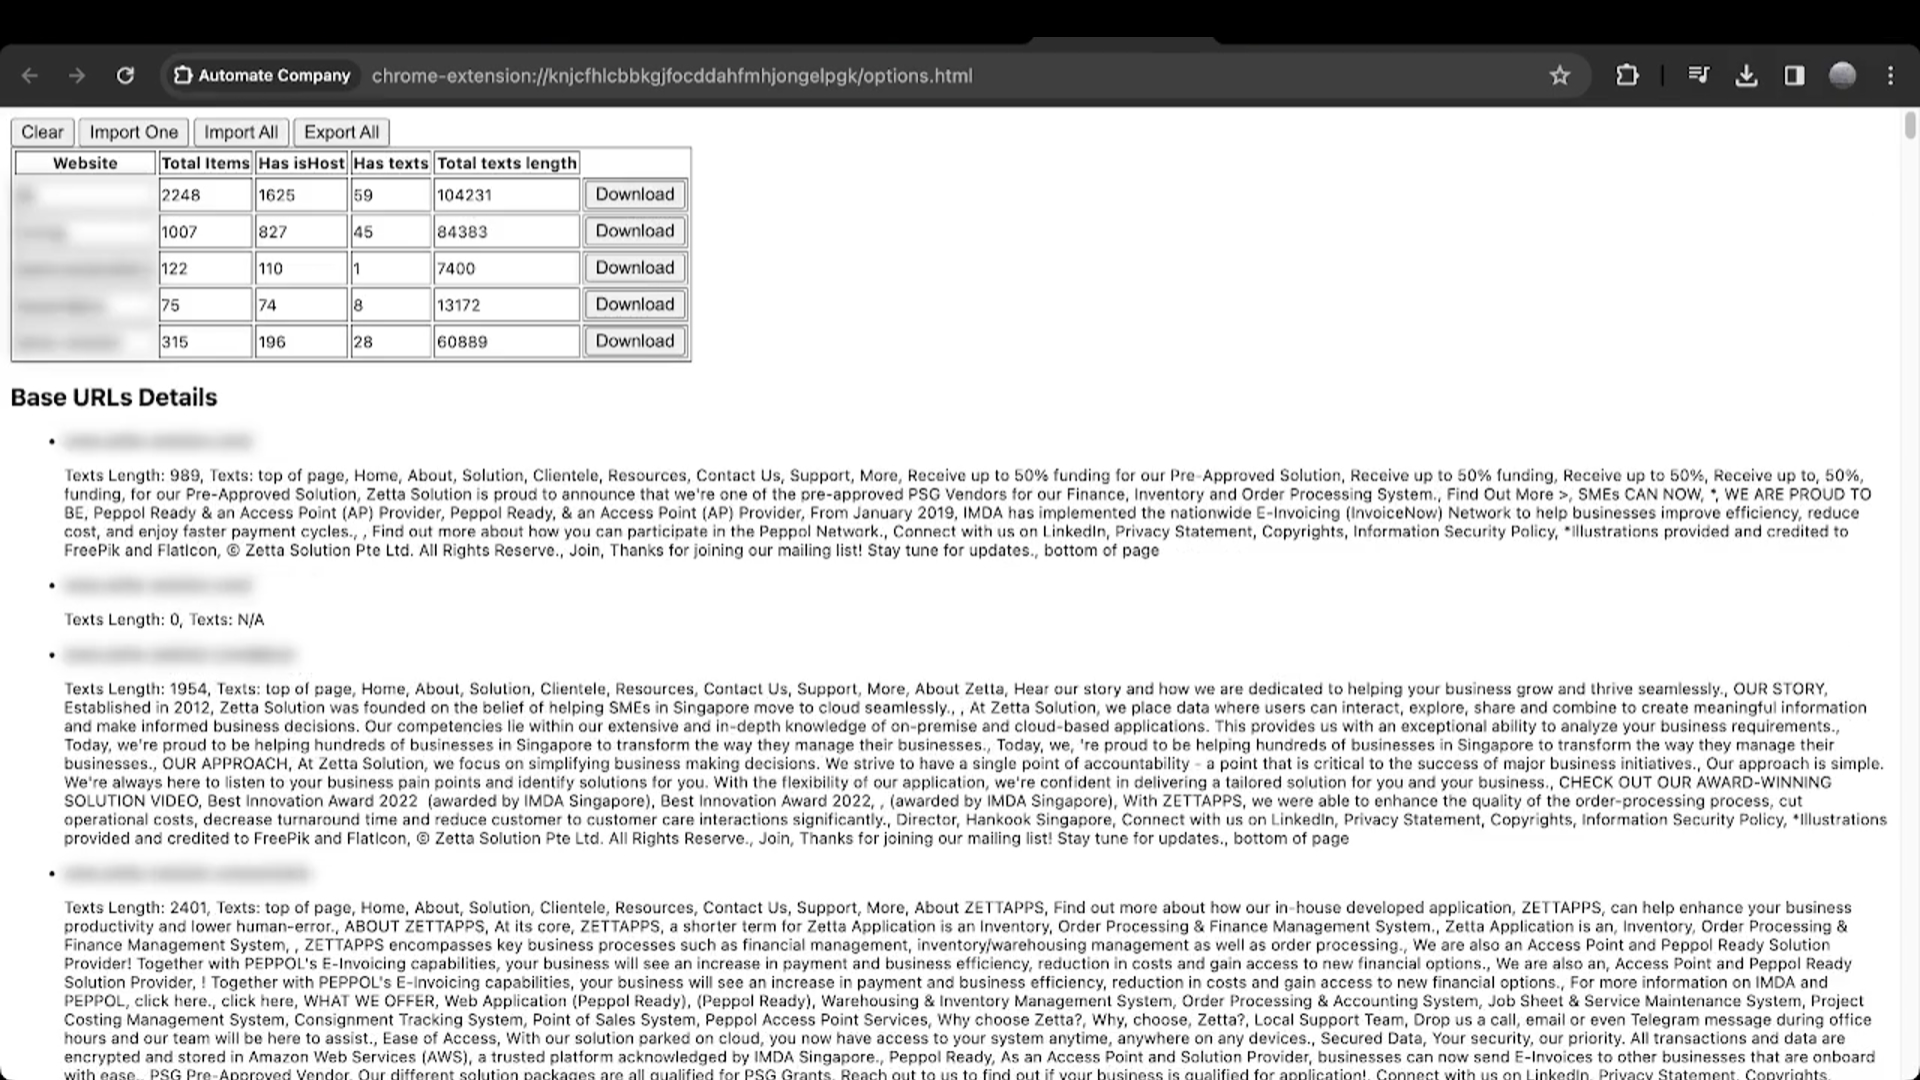 Automate Company chrome-extension://knjcfhlcbbkgjfocddahfmhjongelpgk/options.html
Clear Import One Import All Export All
Website Total Items Has isHost Has texts Total texts length
2248 1625 59 104231 Download
1007 827 45 84383 Download
122 110 1 7400 Download
75 74 8 13172 Download
315 196 28 60889 Download
Base URLs Details
Texts Length: 989, Texts: top of page, Home, About, Solution, Clientele, Resources, Contact Us, Support, More, Receive up to 50% funding for our Pre-Approved Solution, Receive up to 50% funding, Receive up to 50%, Receive up to, 50%,
funding, for our Pre-Approved Solution, Zetta Solution is proud to announce that we're one of the pre-approved PSG Vendors for our Finance, Inventory and Order Processing System., Find Out More >, SMEs CAN NOW, *, WE ARE PROUD TO
BE, Peppol Ready & an Access Point (AP) Provider, Peppol Ready, & an Access Point (AP) Provider, From January 2019, IMDA has implemented the nationwide E-Invoicing (InvoiceNow) Network to help businesses improve efficiency, reduce
cost, and enjoy faster payment cycles., , Find out more about how you can participate in the Peppol Network., Connect with us on LinkedIn, Privacy Statement, Copyrights, Information Security Policy, *Illustrations provided and credited to
FreePik and FlatIcon, © Zetta Solution Pte Ltd. All Rights Reserve., Join, Thanks for joining our mailing list! Stay tune for updates., bottom of page
Texts Length: 0, Texts: N/A
Texts Length: 1954, Texts: top of page, Home, About, Solution, Clientele, Resources, Contact Us, Support, More, About Zetta, Hear our story and how we are dedicated to helping your business grow and thrive seamlessly., OUR STORY,
Established in 2012, Zetta Solution was founded on the belief of helping SMEs in Singapore move to cloud seamlessly., , At Zetta Solution, we place data where users can interact, explore, share and combine to create meaningful information
and make informed business decisions. Our competencies lie within our extensive and in-depth knowledge of on-premise and cloud-based applications. This provides us with an exceptional ability to analyze your business requirements.,
Today, we're proud to be helping hundreds of businesses in Singapore to transform the way they manage their businesses., Today, we, 're proud to be helping hundreds of businesses in Singapore to transform the way they manage their
businesses., OUR APPROACH, At Zetta Solution, we focus on simplifying business making decisions. We strive to have a single point of accountability - a point that is critical to the success of major business initiatives., Our approach is simple.
We're always here to listen to your business pain points and identify solutions for you. With the flexibility of our application, we're confident in delivering a tailored solution for you and your business., CHECK OUT OUR AWARD-WINNING
SOLUTION VIDEO, Best Innovation Award 2022 (awarded by IMDA Singapore), Best Innovation Award 2022, , (awarded by IMDA Singapore), With ZETTAPPS, we were able to enhance the quality of the order-processing process, cut
operational costs, decrease turnaround time and reduce customer to customer care interactions significantly., Director, Hankook Singapore, Connect with us on LinkedIn, Privacy Statement, Copyrights, Information Security Policy, *Illustrations
provided and credited to FreePik and FlatIcon, © Zetta Solution Pte Ltd. All Rights Reserve., Join, Thanks for joining our mailing list! Stay tune for updates., bottom of page
Texts Length: 2401, Texts: top of page, Home, About, Solution, Clientele, Resources, Contact Us, Support, More, About ZETTAPPS, Find out more about how our in-house developed application, ZETTAPPS, can help enhance your business
productivity and lower human-error., ABOUT ZETTAPPS, At its core, ZETTAPPS, a shorter term for Zetta Application is an Inventory, Order Processing & Finance Management System., Zetta Application is an, Inventory, Order Processing &
Finance Management System, , ZETTAPPS encompasses key business processes such as financial management, inventory/warehousing management as well as order processing., We are also an Access Point and Peppol Ready Solution
Provider! Together with PEPPOL's E-Invoicing capabilities, your business will see an increase in payment and business efficiency, reduction in costs and gain access to new financial options., We are also an, Access Point and Peppol Ready
Solution Provider, ! Together with PEPPOL's E-Invoicing capabilities, your business will see an increase in payment and business efficiency, reduction in costs and gain access to new financial options., For more information on IMDA and
PEPPOL, click here., click here, WHAT WE OFFER, Web Application (Peppol Ready), (Peppol Ready), Warehousing & Inventory Management System, Order Processing & Accounting System, Job Sheet & Service Maintenance System, Project
Costing Management System, Consignment Tracking System, Point of Sales System, Peppol Access Point Services, Why choose Zetta?, Why, choose, Zetta?, Local Support Team, Drop us a call, email or even Telegram message during office
hours and our team will be here to assist., Ease of Access, With our solution parked on cloud, you now have access to your system anytime, anywhere on any devices., Secured Data, Your security, our priority. All transactions and data are
encrypted and stored in Amazon Web Services (AWS), a trusted platform acknowledged by IMDA Singapore., Peppol Ready, As an Access Point and Solution Provider, businesses can now send E-Invoices to other businesses that are onboard
with ease., PSG Pre-Approved Vendor, Our different solution packages are all qualified for PSG Grants. Reach out to us to find out if your business is qualified for application!, Connect with us on LinkedIn, Privacy Statement, Copyrights,